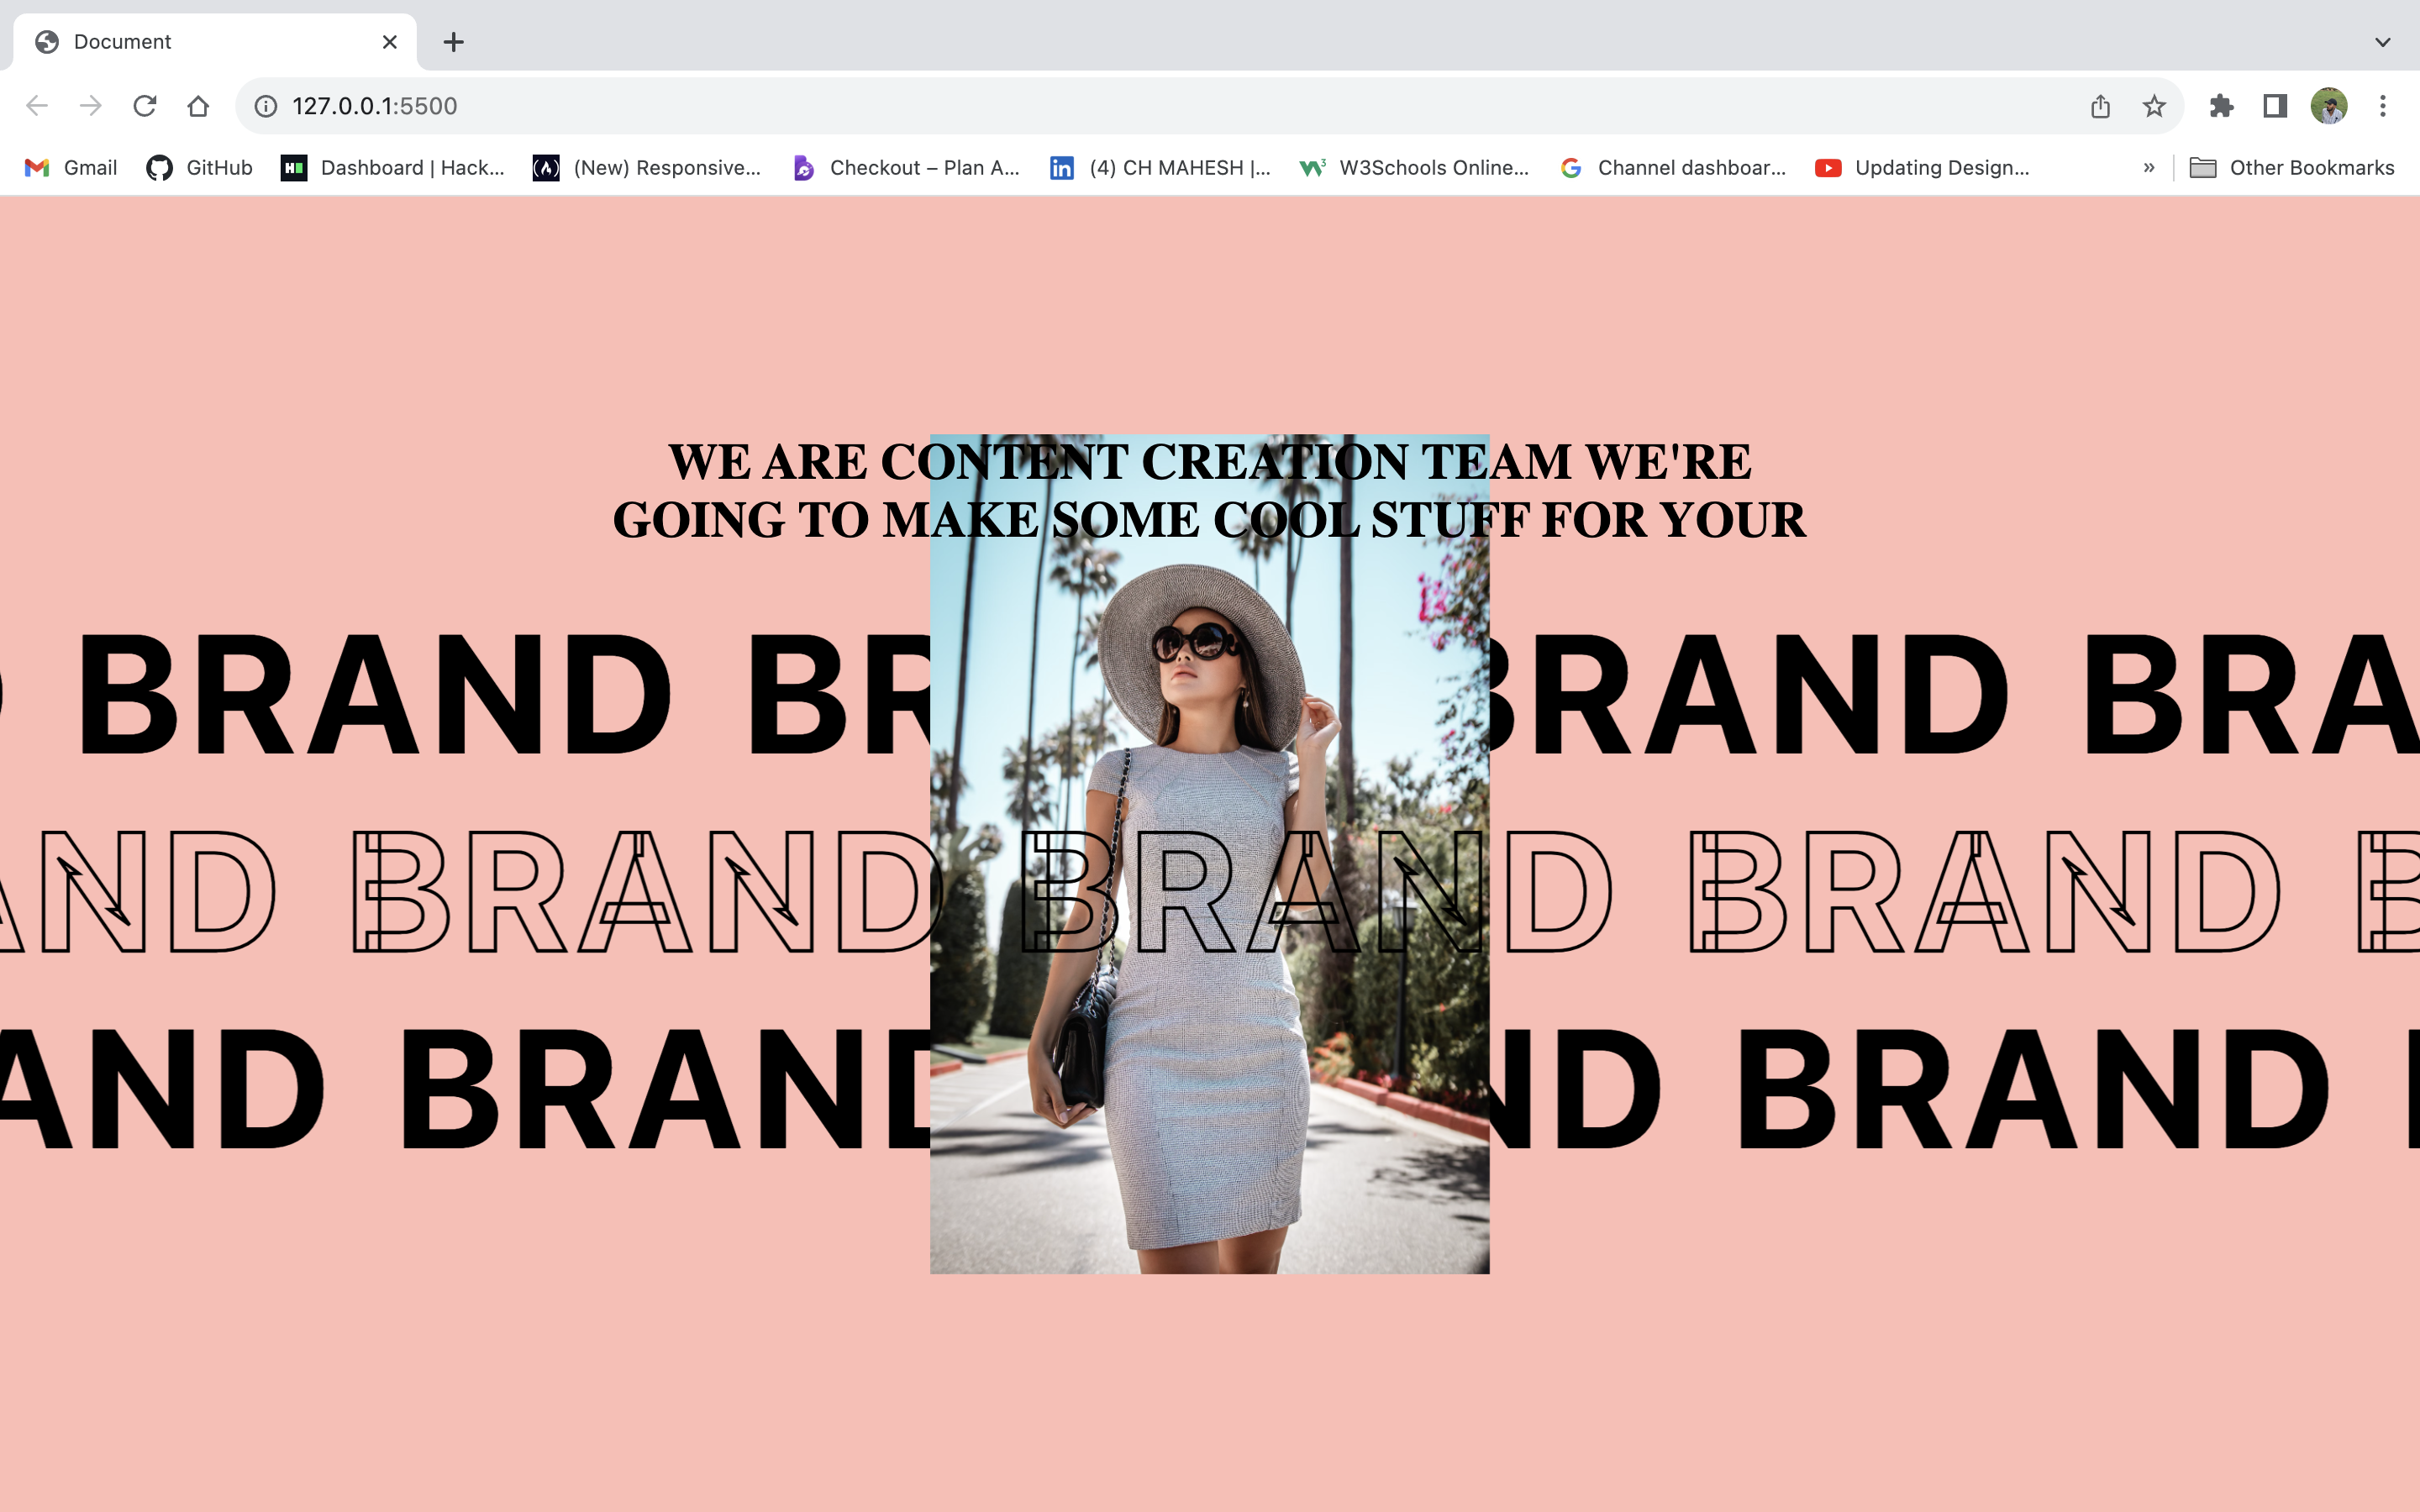 Document
127.0.0.1:5500
Gmail GitHub Dashboard | Hack... (New) Responsive... Checkout – Plan A... (4) CH MAHESH |... W3Schools Online... Channel dashboar... Updating Design... » Other Bookmarks
WE ARE CONTENT CREATION TEAM WE'RE
GOING TO MAKE SOME COOL STUFF FOR YOUR
D BRAND BR BRAND BRA
AND BRAND BRAND BRAND B
AND BRAND ND BRAND